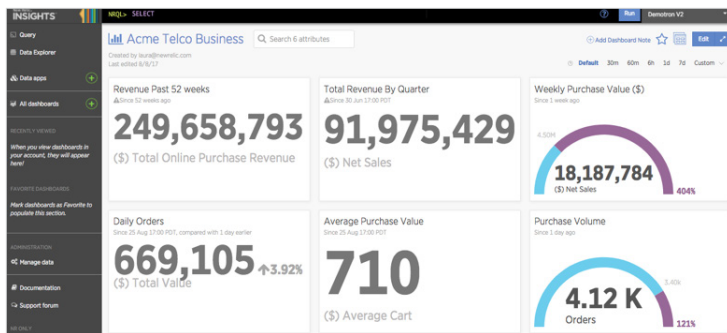 INSIGHTS
NRQL> SELECT
Run
Demotron V2
Query
Data Explorer
Data apps
All dashboards
RECENTLY VIEWED
When you view dashboards in
your account, they will appear
here!
FAVORITE DASHBOARDS
Mark dashboards as Favorite to
populate this section.
ADMINISTRATION
Manage data
Documentation
Support forum
NR ONLY
Acme Telco Business
Search 6 attributes
Add Dashboard Note
Edit
Created by laura@newrelic.com
Last edited 8/8/17
Default 30m 60m 6h 1d 7d Custom
Revenue Past 52 weeks
Since 52 weeks ago
249,658,793
($) Total Online Purchase Revenue
Total Revenue By Quarter
Since 30 Jun 17:00 PDT
91,975,429
($) Net Sales
Weekly Purchase Value ($)
Since 1 week ago
4.50M
18,187,784
($) Net Sales
404%
Daily Orders
Since 25 Aug 17:00 PDT, compared with 1 day earlier
669,105 3.92%
($) Total Value
Average Purchase Value
Since 25 Aug 17:00 PDT
710
($) Average Cart
Purchase Volume
Since 1 day ago
3.40k
4.12 K
Orders
121%